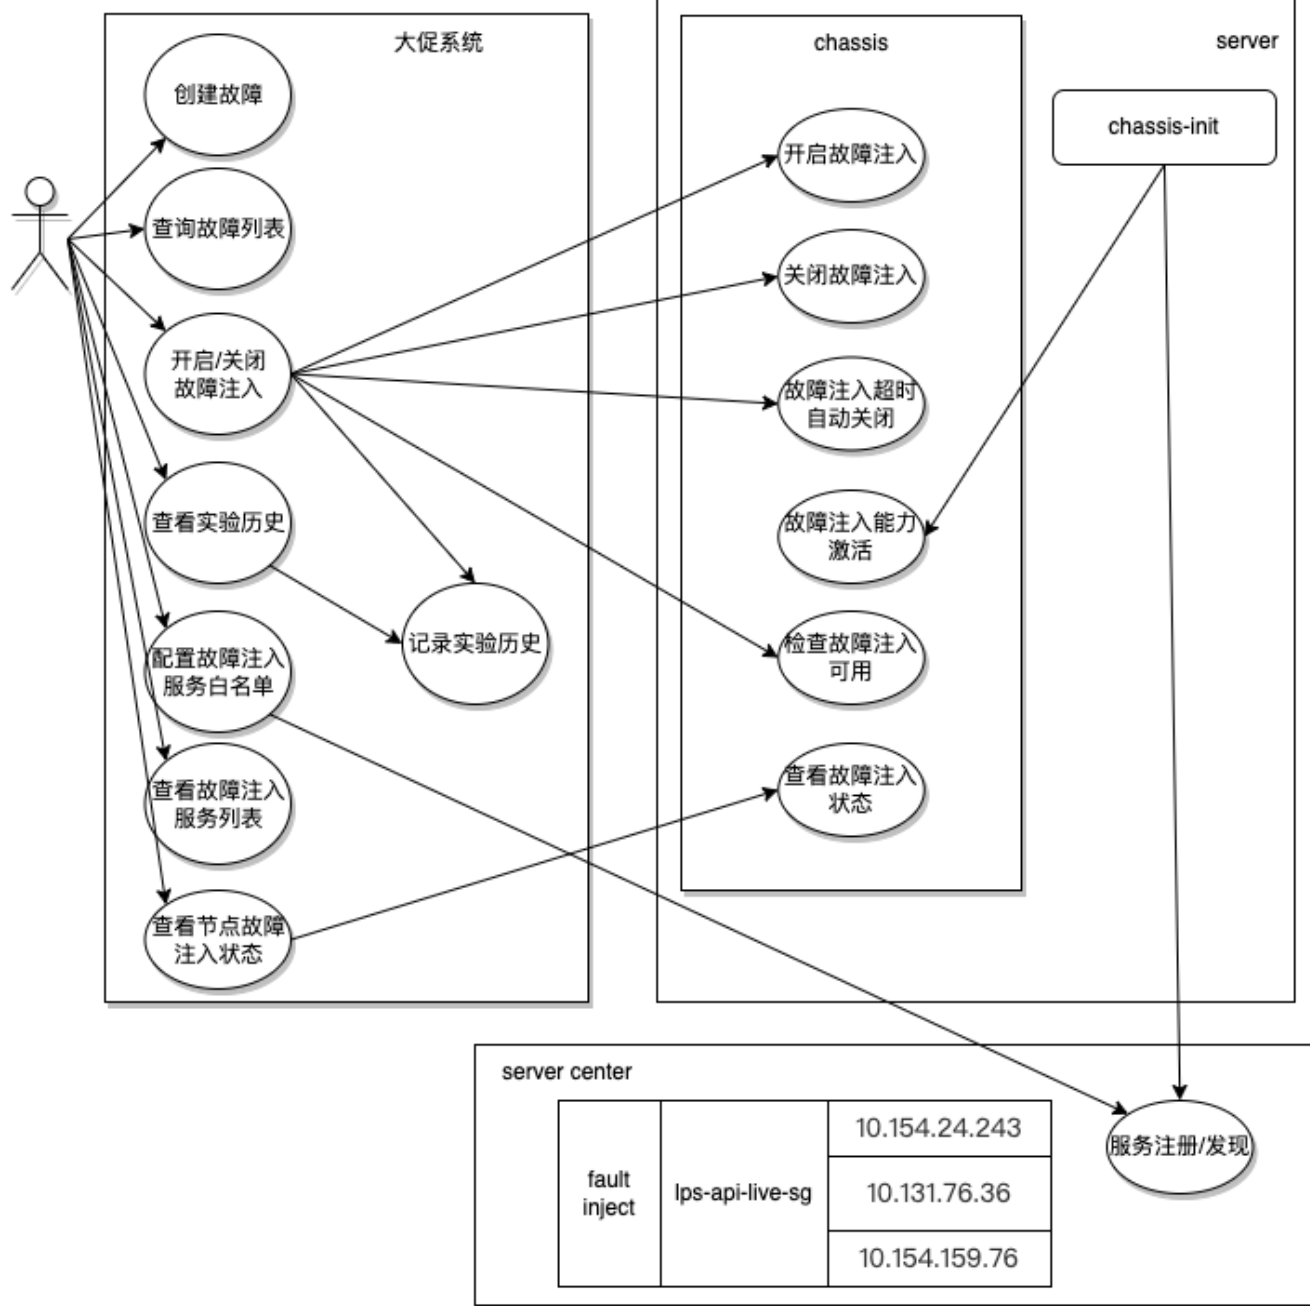 大促系统
创建故障
查询故障列表
开启/关闭
故障注入
查看实验历史
记录实验历史
配置故障注入
服务白名单
查看故障注入
服务列表
查看节点故障
注入状态
chassis
开启故障注入
关闭故障注入
故障注入超时
自动关闭
故障注入能力
激活
检查故障注入
可用
查看故障注入
状态
server
chassis-init
server center
fault
inject
lps-api-live-sg
10.154.24.243
10.131.76.36
10.154.159.76
服务注册/发现